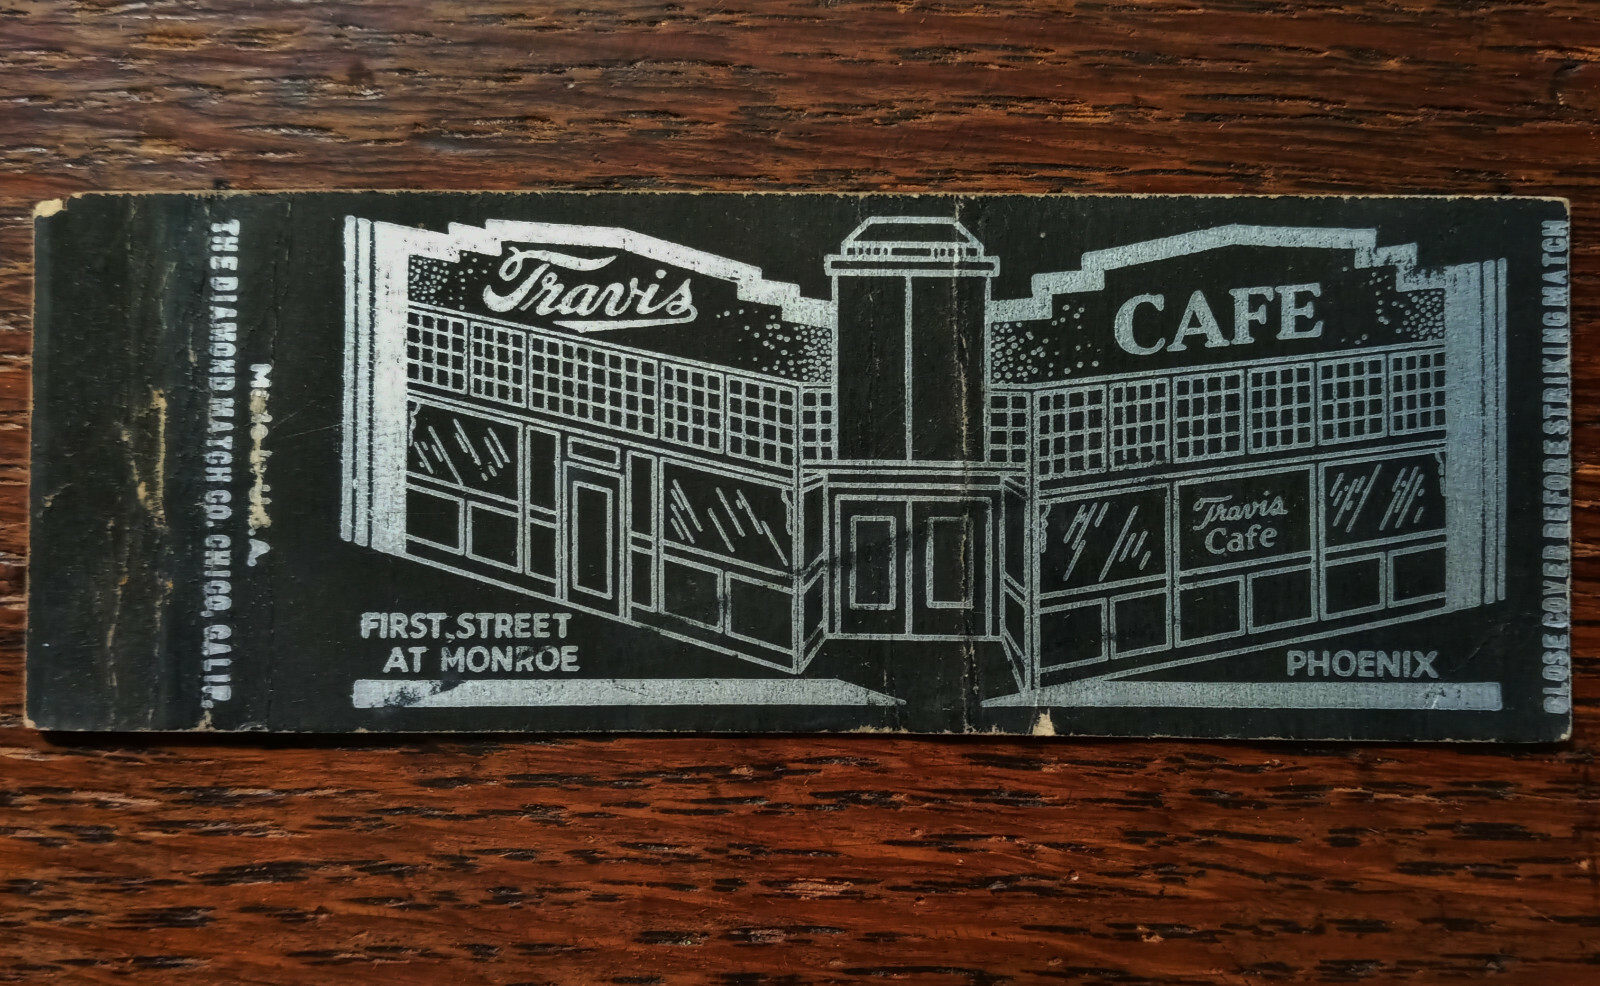 Travis
CAFE
Travis
Cafe
FIRST STREET
AT MONROE
PHOENIX
THE DIAMOND MATCH CO. CHICO, CALIF.
CLOSE COVER BEFORE STRIKING MATCH